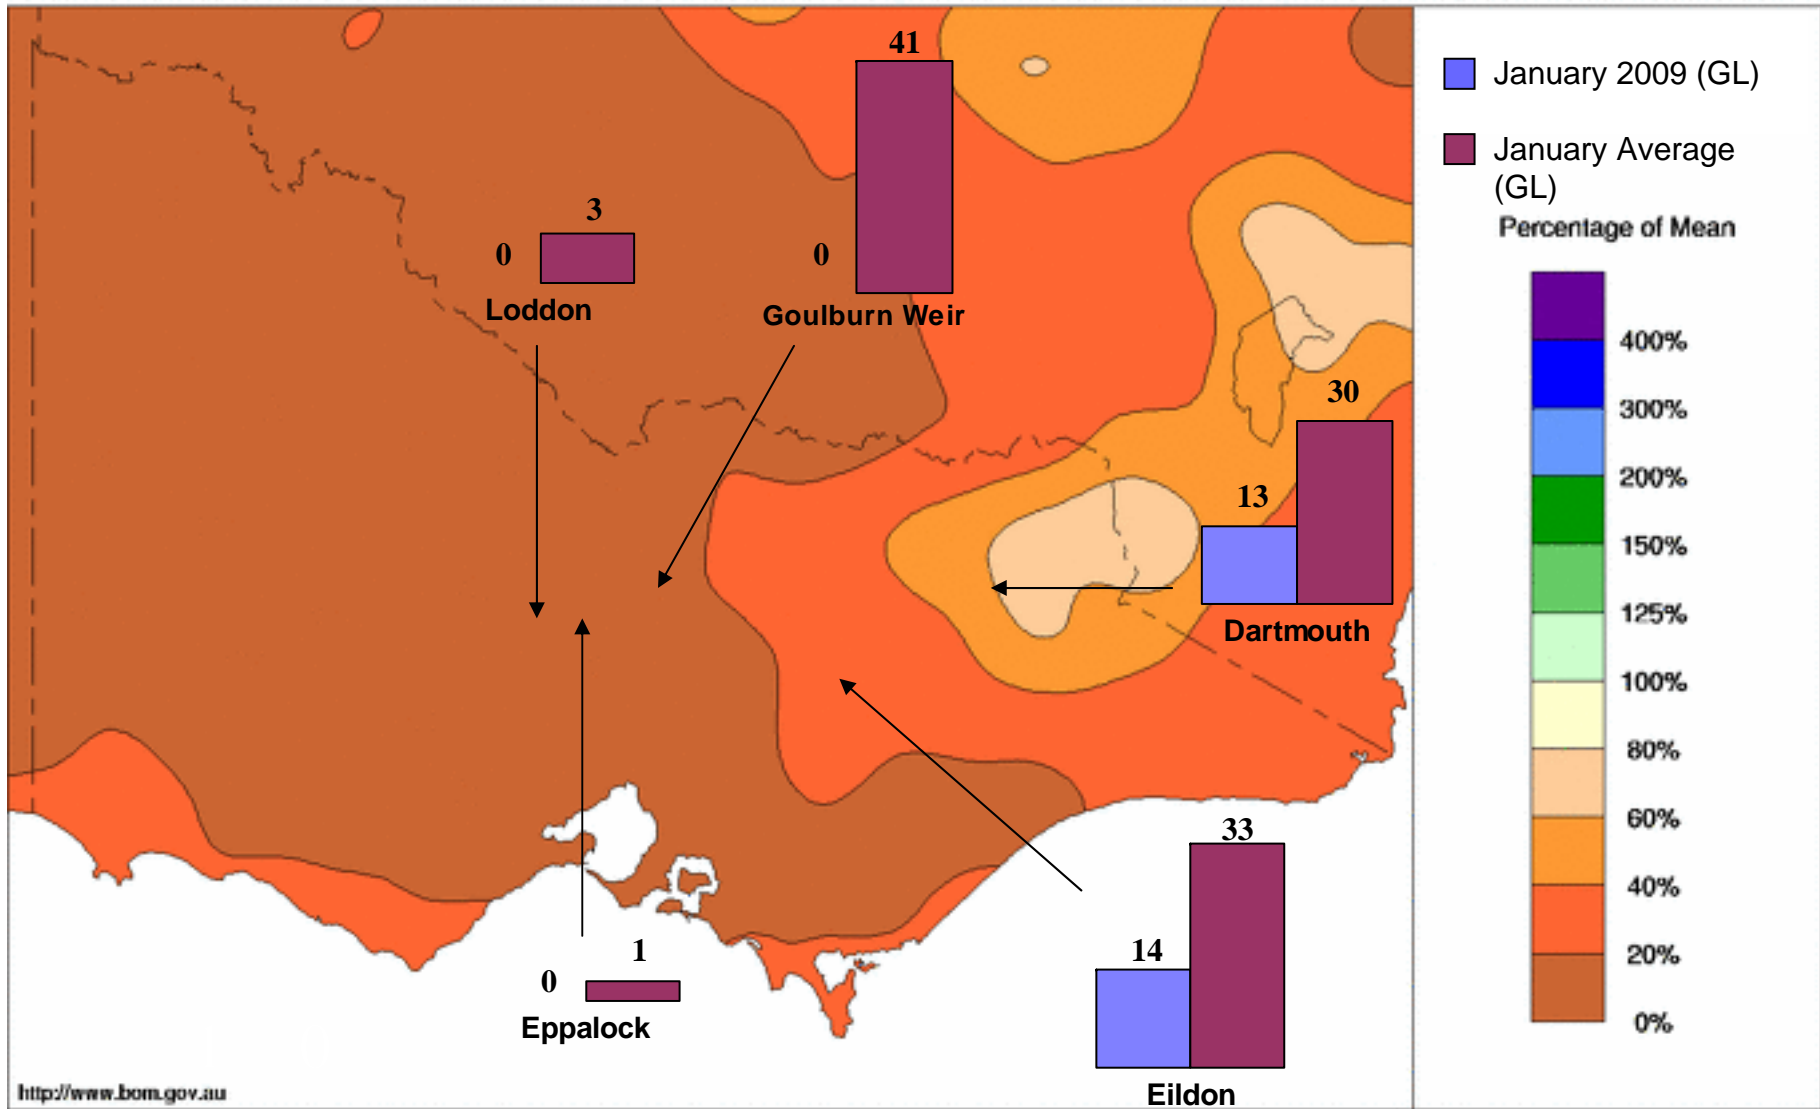 41
January 2009 (GL)
January Average
(GL)
Percentage of Mean
3
0
0
Loddon
Goulburn Weir
400%
300%
200%
150%
125%
100%
80%
60%
40%
20%
0%
30
13
Dartmouth
33
14
Eildon
1
0
Eppalock
http://www.bom.gov.au